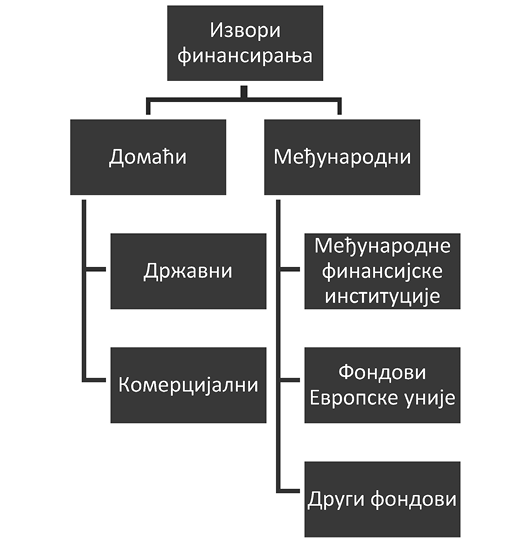 Извори
финансирања
Домаћи
Државни
Комерцијални
Међународни
Међународне
финансијске
институције
Фондови
Европске уније
Други фондови